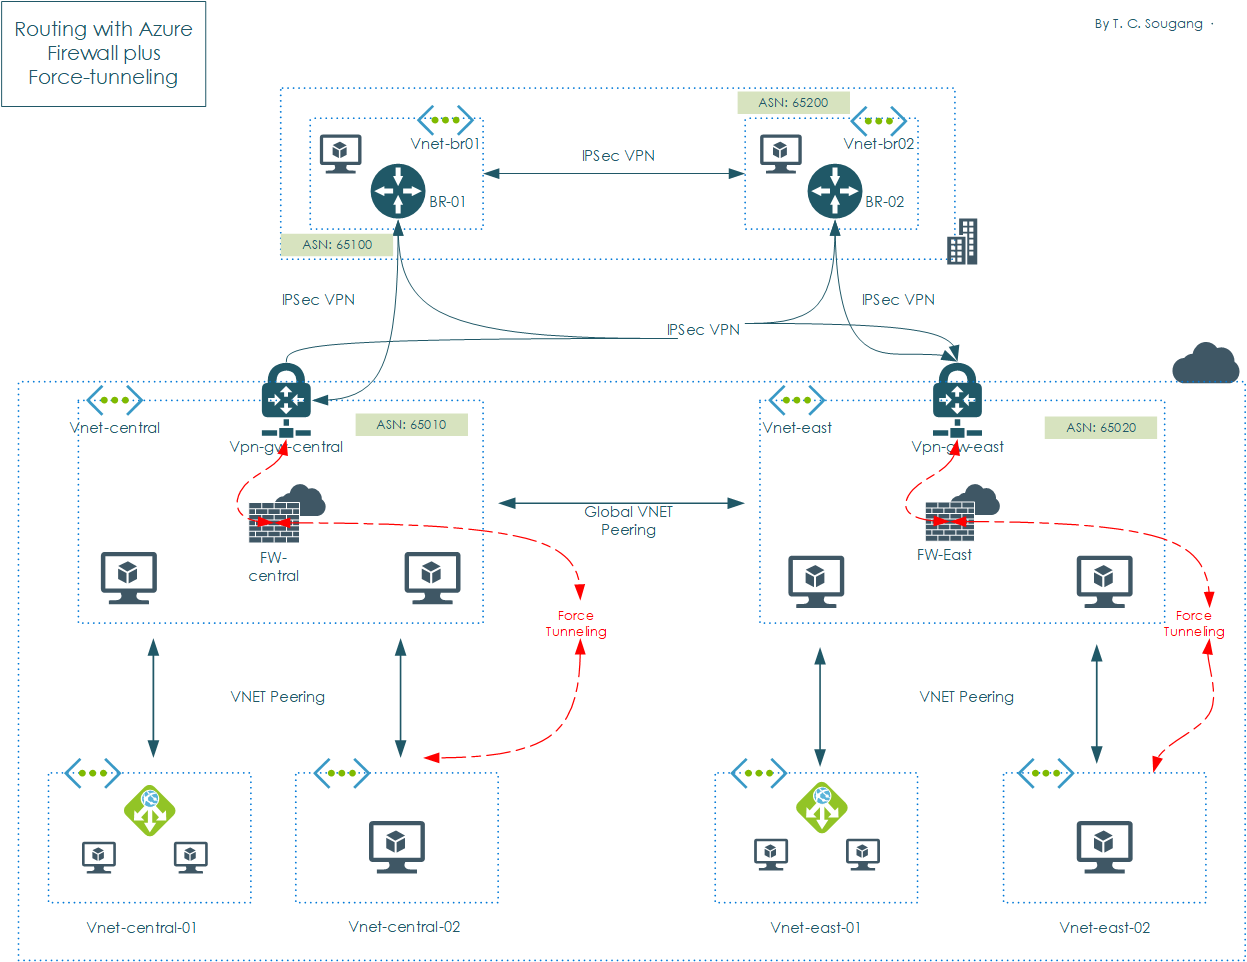 Routing with Azure
Firewall plus
Force-tunneling
By T. C. Sougang
ASN: 65200
Vnet-br01
Vnet-br02
IPSec VPN
BR-01
BR-02
ASN: 65100
IPSec VPN
IPSec VPN
IPSec VPN
Vnet-central
ASN: 65010
Vnet-east
ASN: 65020
Vpn-gw-central
Vpn-gw-east
Global VNET
Peering
FW-
central
FW-East
Force
Tunneling
Force
Tunneling
VNET Peering
VNET Peering
Vnet-central-01
Vnet-central-02
Vnet-east-01
Vnet-east-02